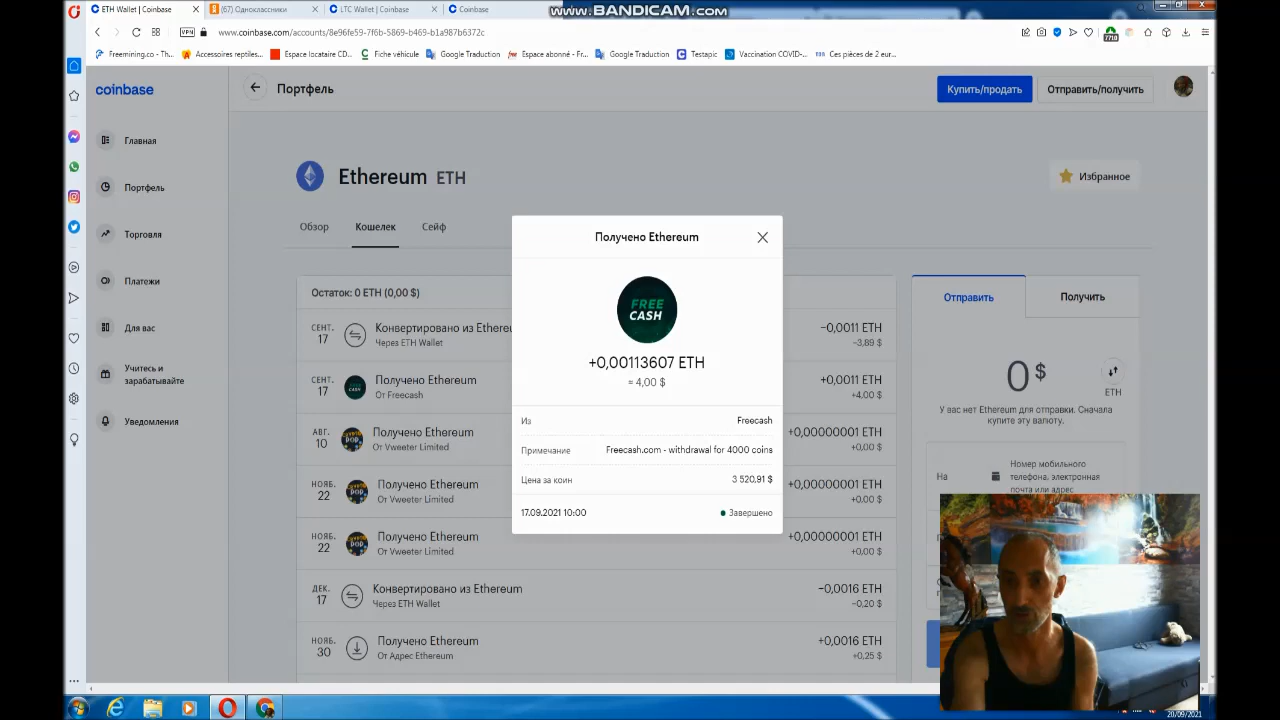 ETH Wallet | Coinbase
(67) Одноклассники
LTC Wallet | Coinbase
Coinbase
www.BANDICAM.com
VPN
www.coinbase.com/accounts/8e96fe59-7f6b-5869-b469-b1a987b6372c
Freemining.co - Th...
Accessoires reptiles...
Espace locataire CD...
Fiche véhicule
Google Traduction
Espace abonné - Fr...
Google Traduction
Testapic
Vaccination COVID-...
Ces pièces de 2 eur...
coinbase
Портфель
Купить/продать
Отправить/получить
Главная
Портфель
Торговля
Платежи
Для вас
Учитесь и
зарабатывайте
Уведомления
Ethereum ETH
Избранное
Обзор
Кошелек
Сейф
Остаток: 0 ETH (0,00 $)
СЕНТ.
17
Конвертировано из Ethereu
Через ETH Wallet
−0,0011 ETH
−3,89 $
СЕНТ.
17
Получено Ethereum
От Freecash
+0,0011 ETH
+4,00 $
АВГ.
10
Получено Ethereum
От Vweeter Limited
+0,00000001 ETH
+0,00 $
НОЯБ.
22
Получено Ethereum
От Vweeter Limited
+0,00000001 ETH
+0,00 $
НОЯБ.
22
Получено Ethereum
От Vweeter Limited
+0,00000001 ETH
+0,00 $
ДЕК.
17
Конвертировано из Ethereum
Через ETH Wallet
−0,0016 ETH
−0,20 $
НОЯБ.
30
Получено Ethereum
От Адрес Ethereum
+0,0016 ETH
+0,25 $
Получено Ethereum
FREE
CASH
+0,00113607 ETH
≈ 4,00 $
Из
Freecash
Примечание
Freecash.com - withdrawal for 4000 coins
Цена за коин
3 520,91 $
17.09.2021 10:00
Завершено
Отправить
Получить
0 $
ETH
У вас нет Ethereum для отправки. Сначала
купите эту валюту.
На
Номер мобильного
телефона, электронная
почта или адрес
20/09/2021